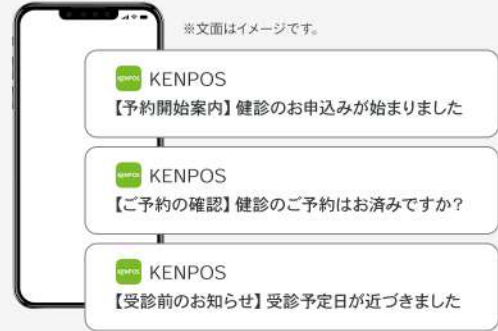 ※文面はイメージです。
KENPOS KENPOS
【予約開始案内】健診のお申込みが始まりました
KENPOS KENPOS
【ご予約の確認】健診のご予約はお済みですか？
KENPOS KENPOS
【受診前のお知らせ】受診予定日が近づきました